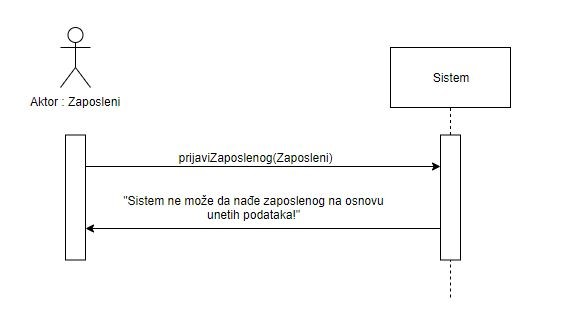 Sistem
Aktor : Zaposleni
prijaviZaposlenog(Zaposleni)
"Sistem ne može da nađe zaposlenog na osnovu
unetih podataka!"